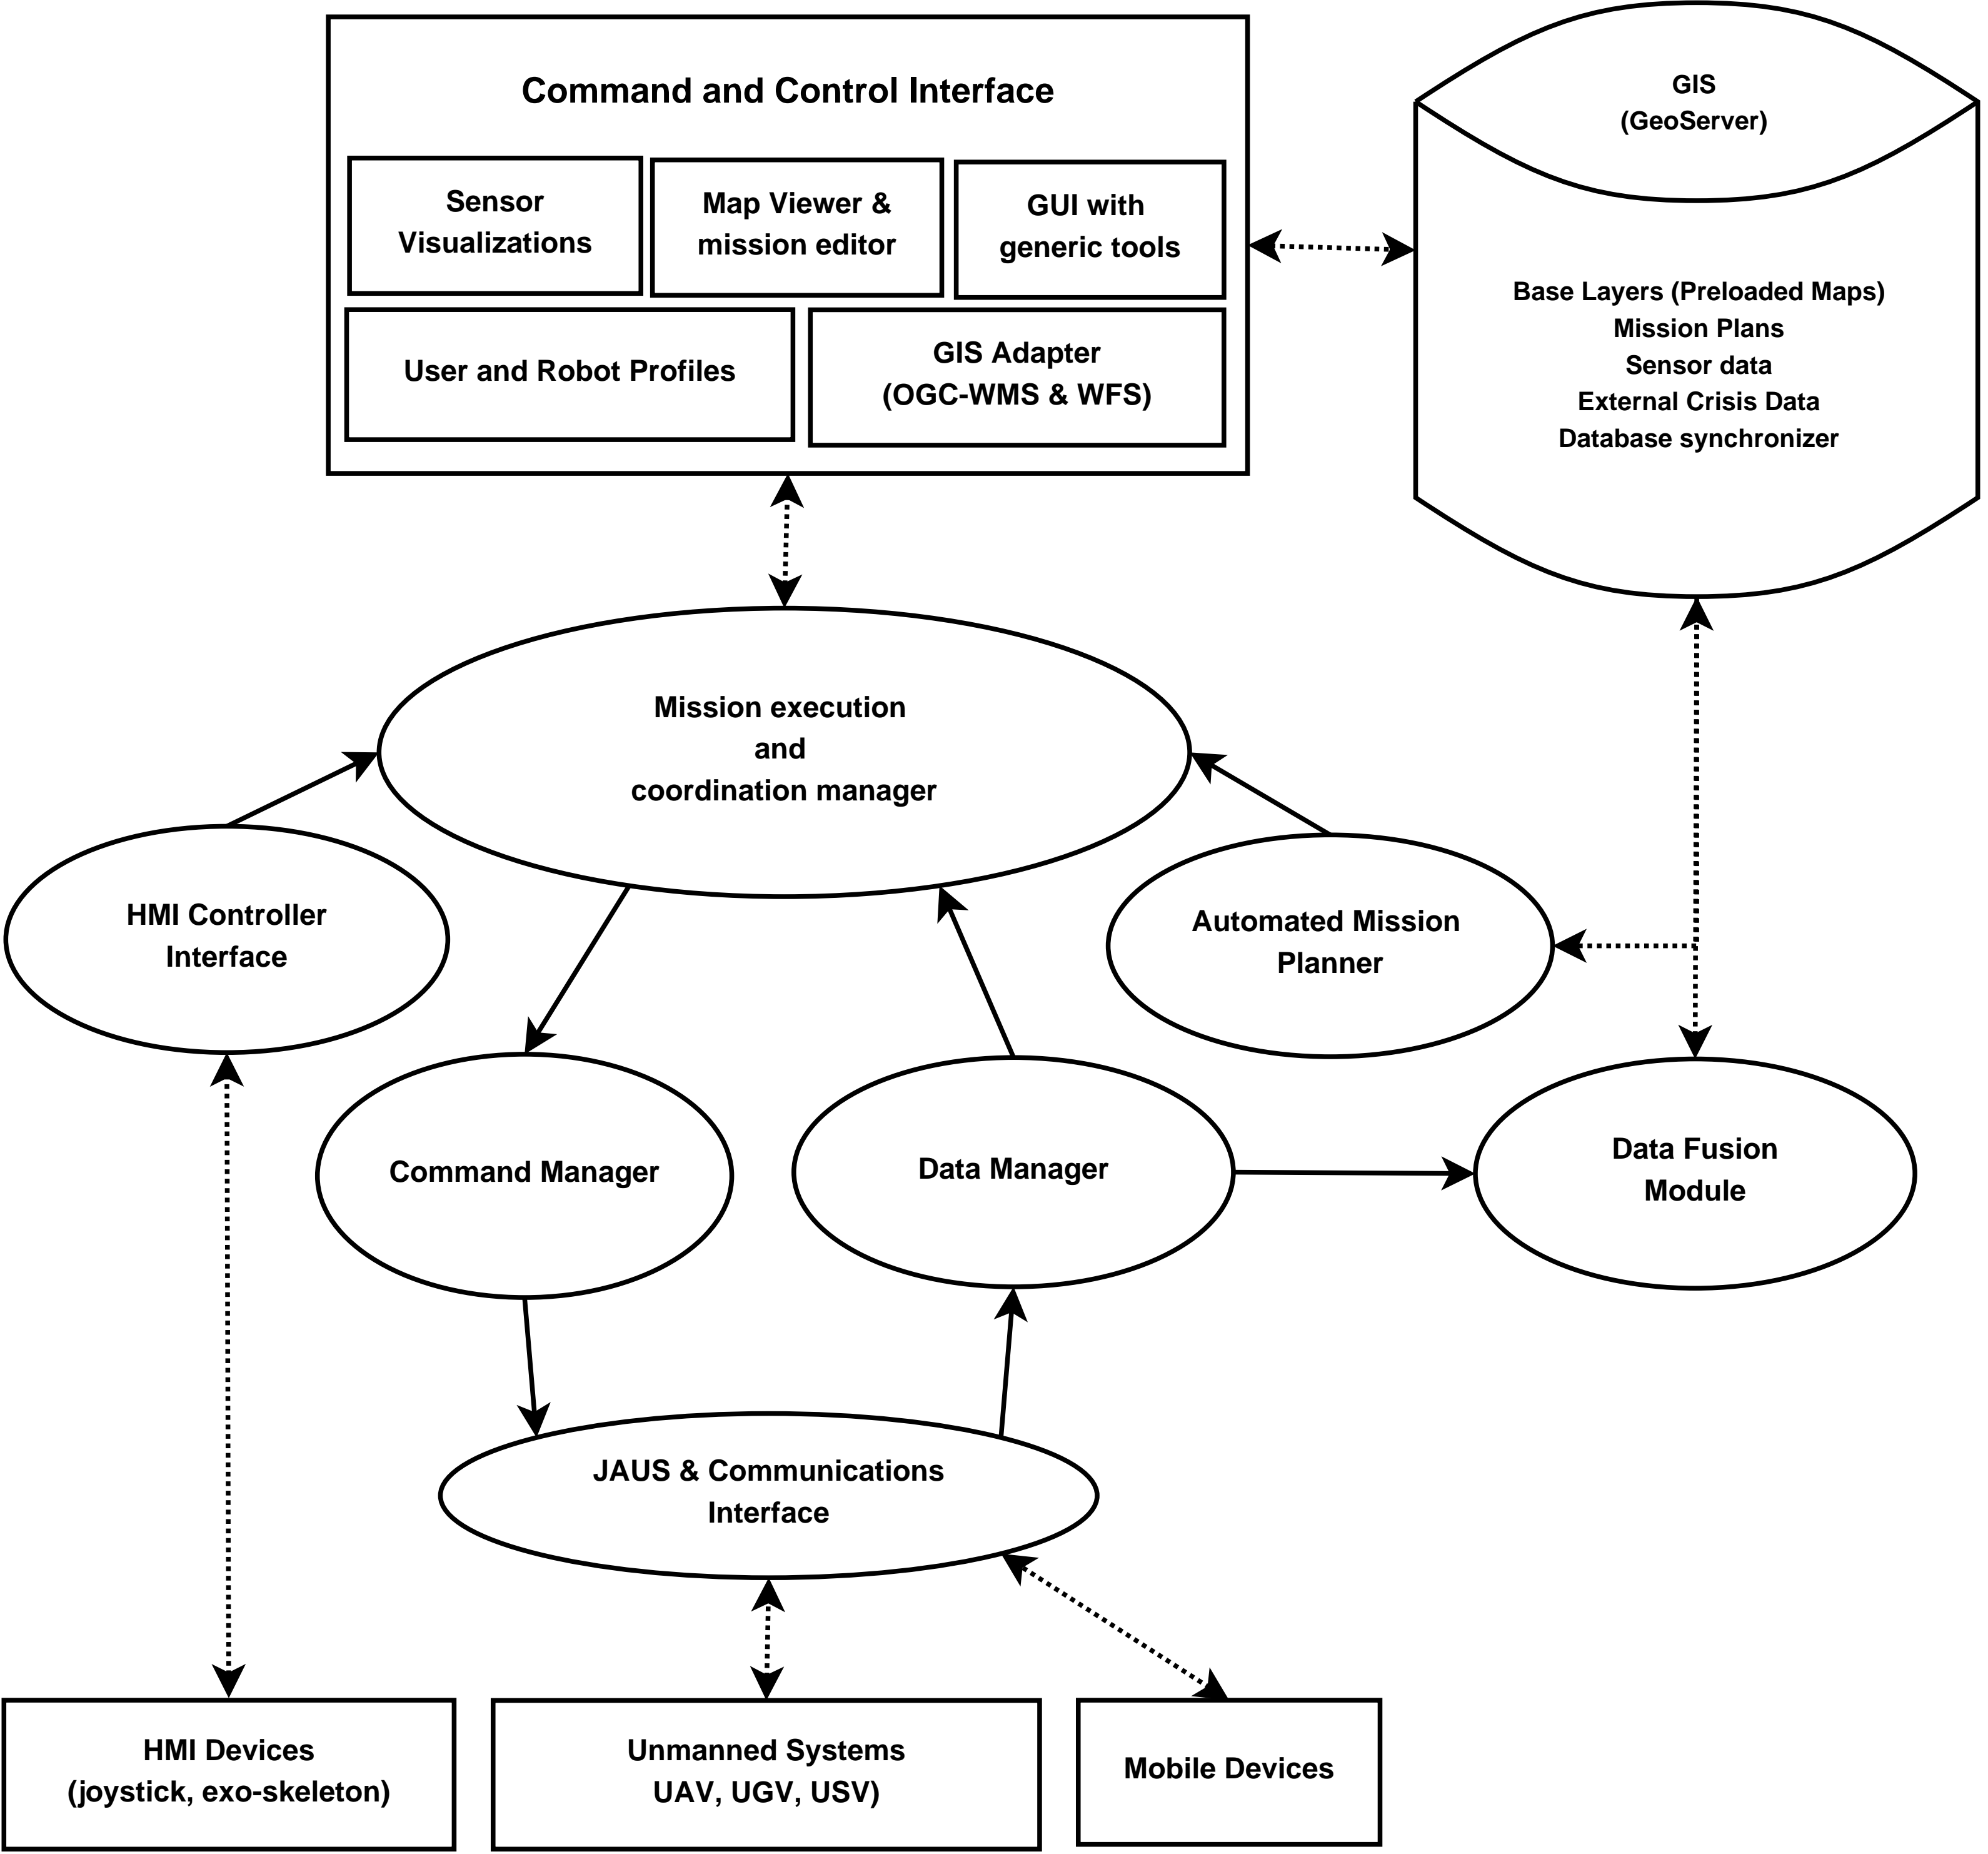 Command and Control Interface
Sensor
Visualizations
Map Viewer &
mission editor
GUI with
generic tools
User and Robot Profiles
GIS Adapter
(OGC-WMS & WFS)
GIS
(GeoServer)
Base Layers (Preloaded Maps)
Mission Plans
Sensor data
External Crisis Data
Database synchronizer
Mission execution
and
coordination manager
HMI Controller
Interface
Automated Mission
Planner
Command Manager
Data Manager
Data Fusion
Module
JAUS & Communications
Interface
HMI Devices
(joystick, exo-skeleton)
Unmanned Systems
UAV, UGV, USV)
Mobile Devices